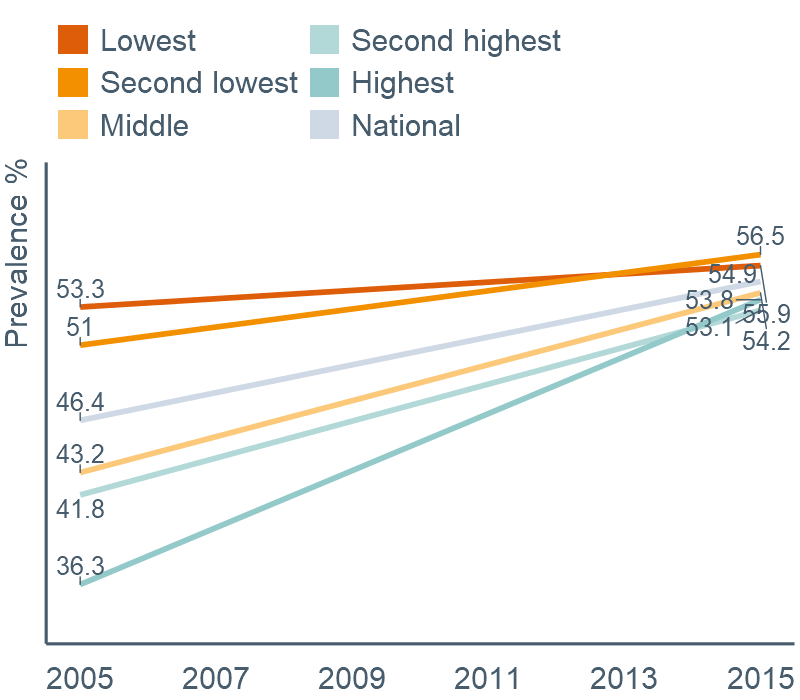 Lowest
Second lowest
Middle
Second highest
Highest
National
Prevalence %
56.5
54.9
53.3
53.8
55.9
51
53.1
54.2
46.4
43.2
41.8
36.3
2005 2007 2009 2011 2013 2015